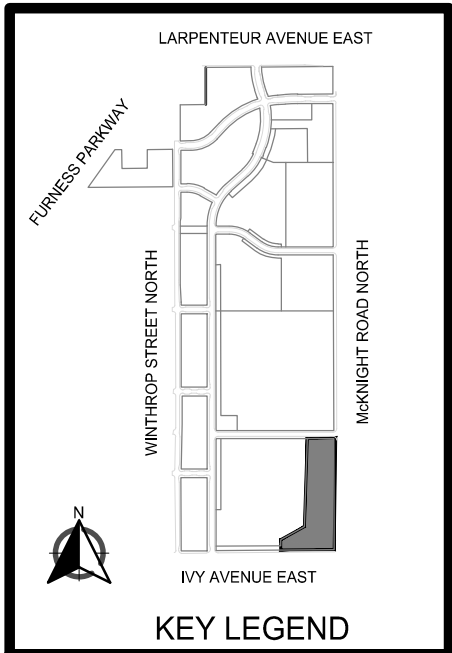 LARPENTEUR AVENUE EAST
FURNESS PARKWAY
WINTHROP STREET NORTH
McKNIGHT ROAD NORTH
N
IVY AVENUE EAST
KEY LEGEND